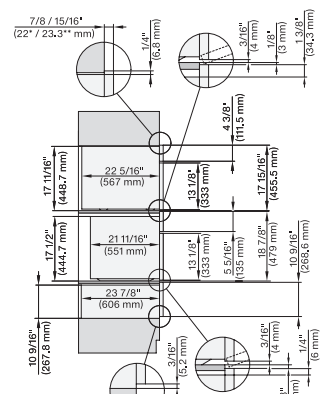 7/8 / 15/16"
(22* / 23.3** mm)
1/4"
(6.8 mm)
3/16"
(4 mm)
1/8"
(3 mm)
1 3/8"
(34.3 mm)
4 3/8"
(111.5 mm)
17 11/16"
(448.7 mm)
22 5/16"
(567 mm)
13 1/8"
(333 mm)
17 15/16"
(455.5 mm)
17 1/2"
(444.7 mm)
21 11/16"
(551 mm)
13 1/8"
(333 mm)
5 5/16"
(135 mm)
18 7/8"
(479 mm)
10 9/16"
(268.6 mm)
23 7/8"
(606 mm)
10 9/16"
(267.8 mm)
3/16"
(5.2 mm)
3/16"
(4 mm)
1/4"
(6 mm)